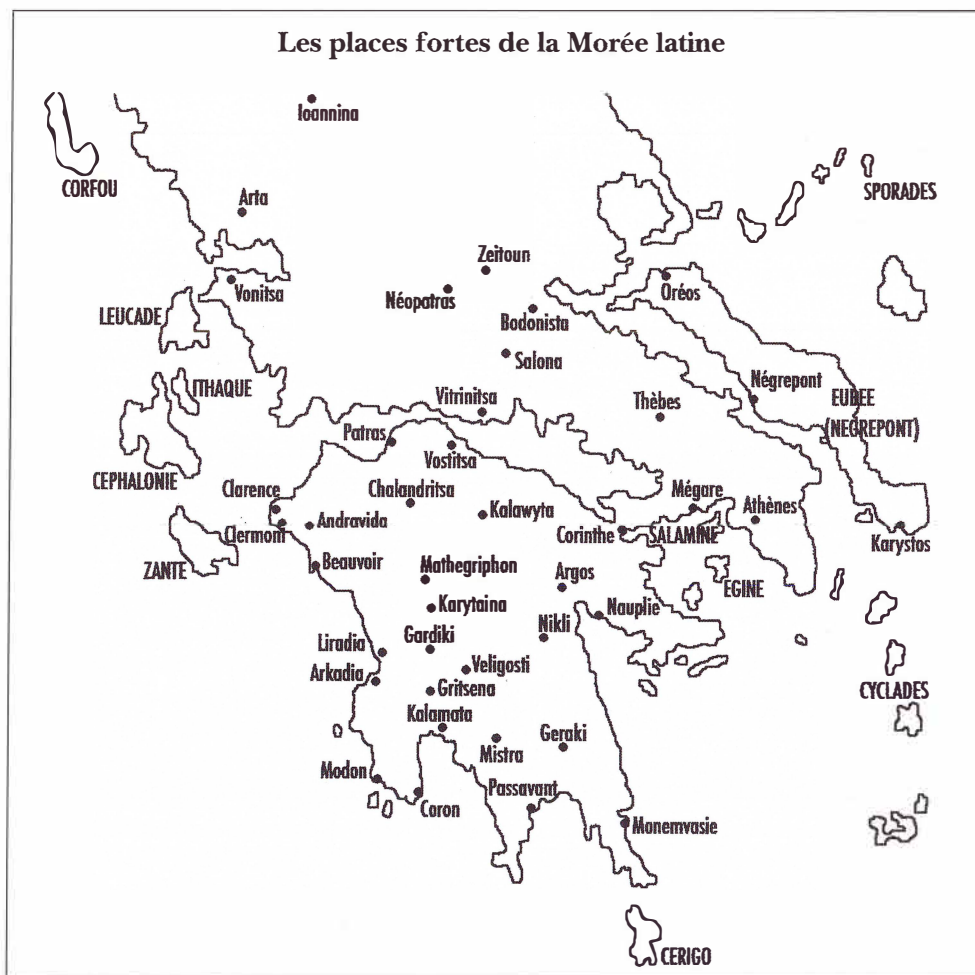 Les places fortes de la Morée latine
Ioannina
CORFOU
SPORADES
Arta
Zeitoun
Vonitsa
Néopatras
Oréos
LEUCADE
Bodonista
Salona
ITHAQUE
Négrepont
EUBEE
(NEGREPONT)
Vitrinitsa
Thèbes
Patras
Vostitsa
CEPHALONIE
Clarence
Chalandritsa
Mégare
Athènes
Clermont
Andravida
Kalawyta
Corinthe
SALAMINE
Karystos
ZANTE
Beauvoir
Mathegriphon
Argos
EGINE
Karytaina
Nauplie
Nikli
Liradia
Gardiki
Veligosti
Arkadia
Gritsena
CYCLADES
Kalamata
Mistra
Geraki
Modon
Coron
Passavant
Monemvasie
CERIGO